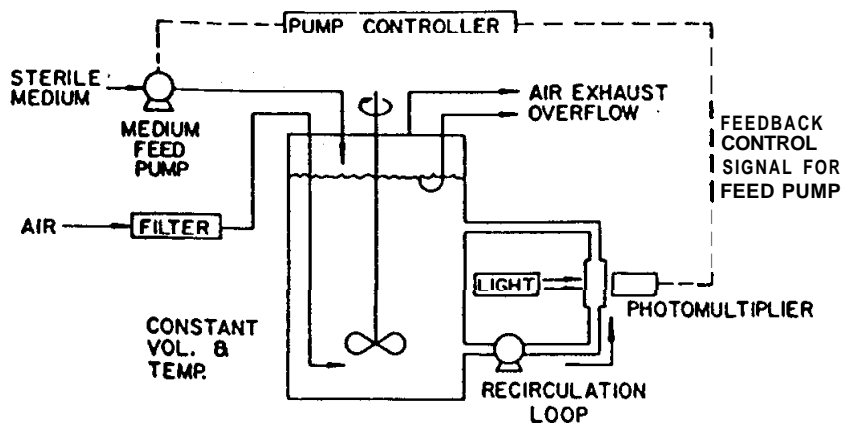 PUMP CONTROLLER
STERILE
MEDIUM
MEDIUM
FEED
PUMP
AIR EXHAUST
OVERFLOW
FEEDBACK
CONTROL
SIGNAL FOR
FEED PUMP
AIR
FILTER
LIGHT
PHOTOMULTIPLIER
CONSTANT
VOL. &
TEMP.
RECIRCULATION
LOOP